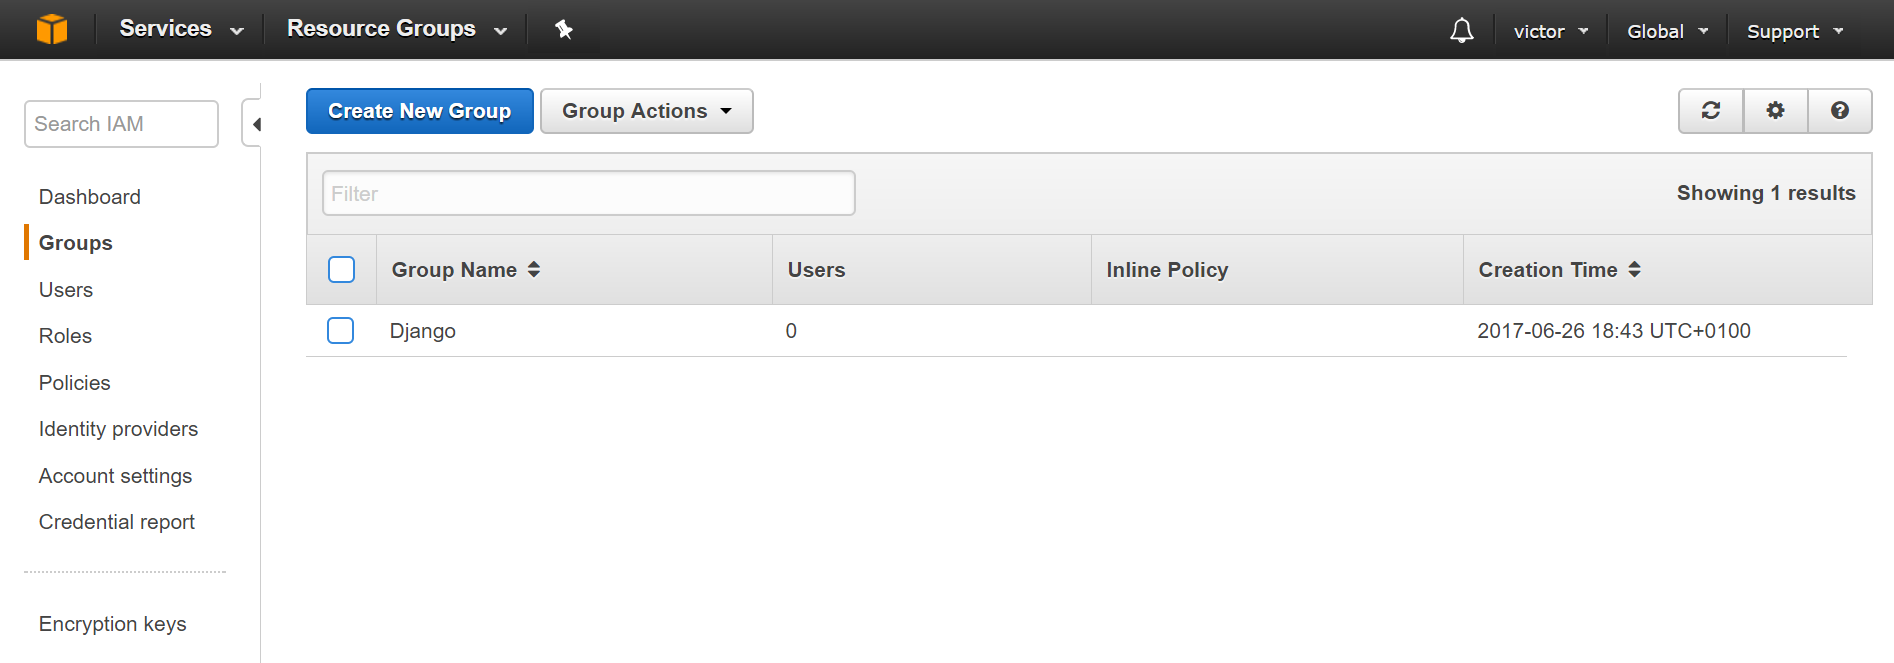 Services
Resource Groups
victor
Global
Support
Search IAM
Dashboard
Groups
Users
Roles
Policies
Identity providers
Account settings
Credential report
Encryption keys
Create New Group
Group Actions
Filter
Showing 1 results
Group Name
Users
Inline Policy
Creation Time
Django
0
2017-06-26 18:43 UTC+0100